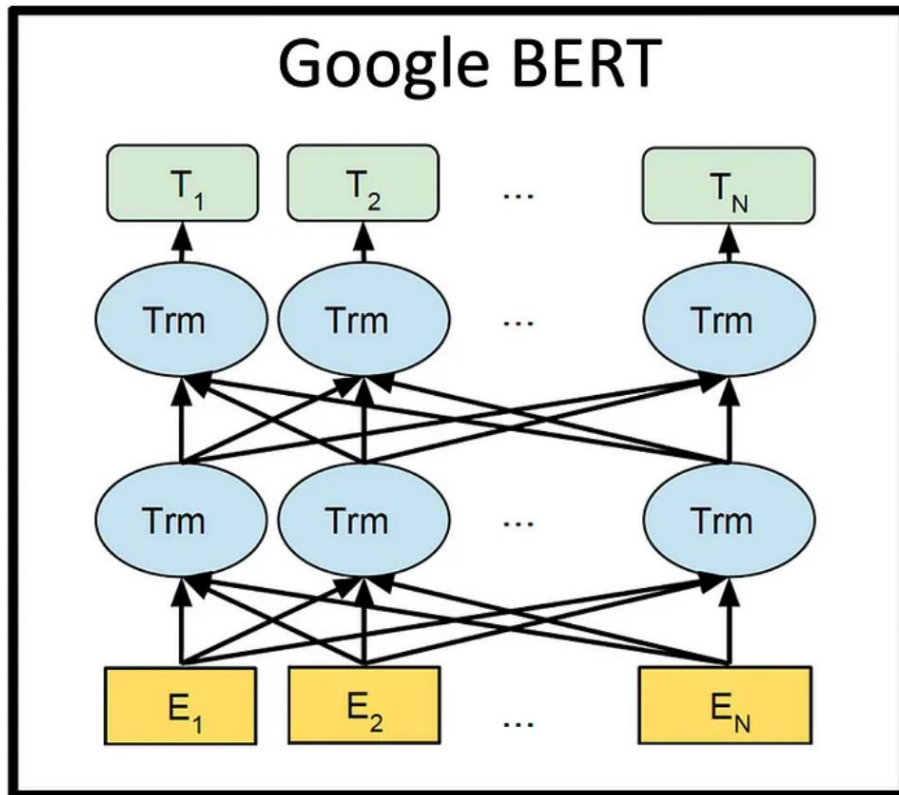 Google BERT
T1 T2 ... TN
Trm Trm ... Trm
Trm Trm ... Trm
E1 E2 ... EN